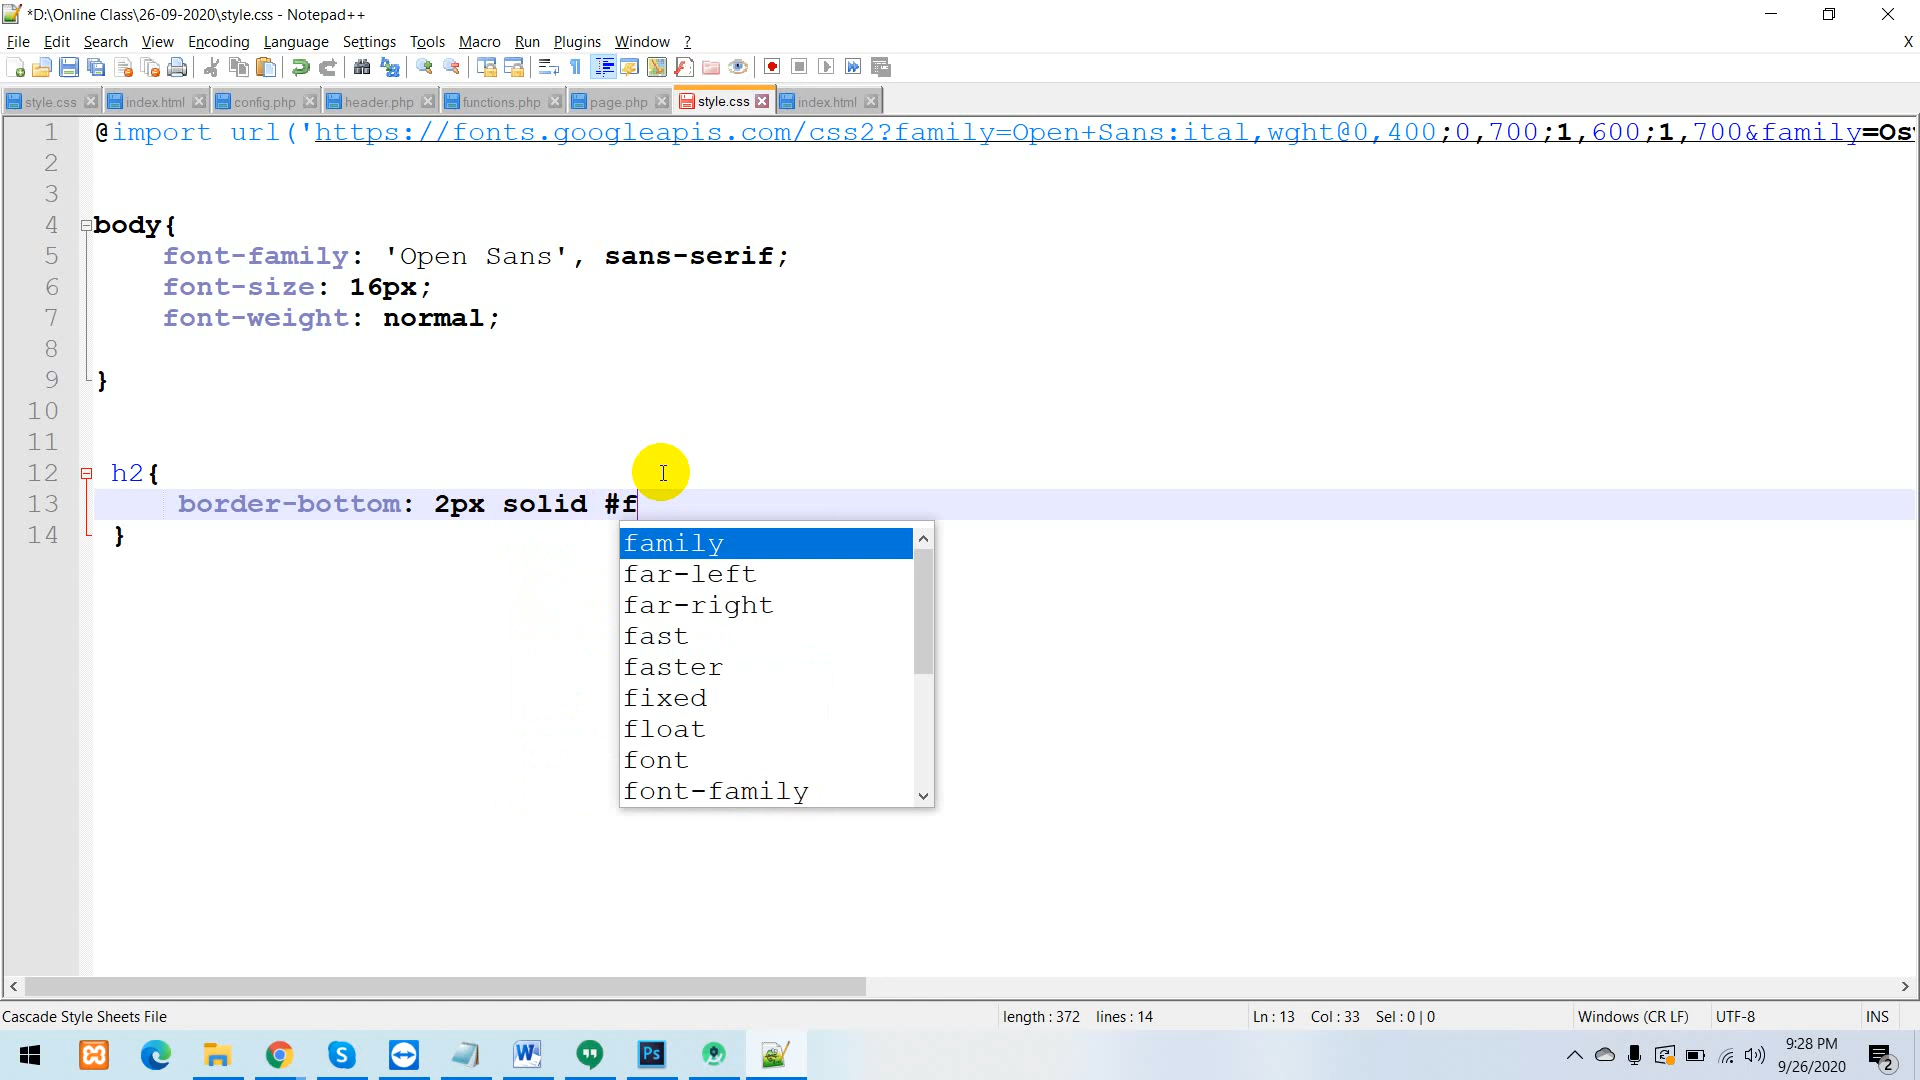 *D:\Online Class\26-09-2020\style.css - Notepad++
File Edit Search View Encoding Language Settings Tools Macro Run Plugins Window ? X
style.css index.html config.php header.php functions.php page.php style.css index.html
1 @import url('https://fonts.googleapis.com/css2?family=Open+Sans:ital,wght@0,400;0,700;1,600;1,700&family=Os
2
3
4 body{
5 font-family: 'Open Sans', sans-serif;
6 font-size: 16px;
7 font-weight: normal;
8
9 }
10
11
12 h2{
13 border-bottom: 2px solid #f
14 }
family
far-left
far-right
fast
faster
fixed
float
font
font-family
Cascade Style Sheets File length : 372 lines : 14 Ln : 13 Col : 33 Sel : 0 | 0 Windows (CR LF) UTF-8 INS
9:28 PM
9/26/2020
2